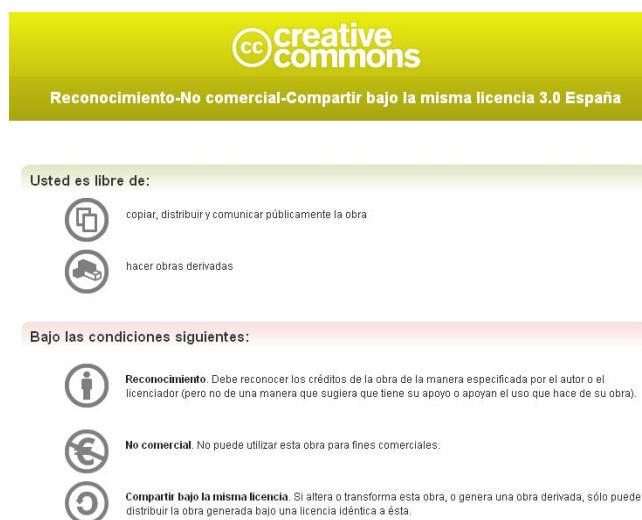 cc creative
commons
Reconocimiento-No comercial-Compartir bajo la misma licencia 3.0 España
Usted es libre de:
copiar, distribuir y comunicar públicamente la obra
hacer obras derivadas
Bajo las condiciones siguientes:
Reconocimiento. Debe reconocer los créditos de la obra de la manera especificada por el autor o el
licenciador (pero no de una manera que sugiera que tiene su apoyo o apoyan el uso que hace de su obra).
No comercial. No puede utilizar esta obra para fines comerciales.
Compartir bajo la misma licencia. Si altera o transforma esta obra, o genera una obra derivada, sólo puede
distribuir la obra generada bajo una licencia idéntica a ésta.